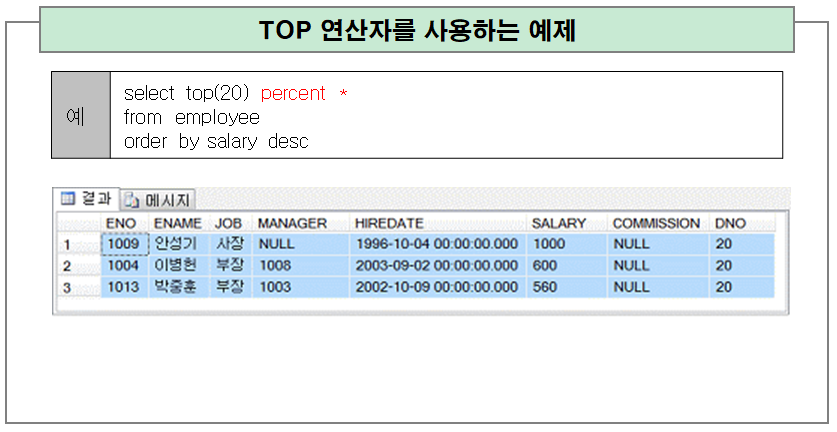 TOP 연산자를 사용하는 예제
예
select top(20) percent *
from employee
order by salary desc
결과 메시지
ENO ENAME JOB MANAGER HIREDATE SALARY COMMISSION DNO
1 1009 안성기 사장 NULL 1996-10-04 00:00:00.000 1000 NULL 20
2 1004 이병헌 부장 1008 2003-09-02 00:00:00.000 600 NULL 20
3 1013 박중훈 부장 1003 2002-10-09 00:00:00.000 560 NULL 20